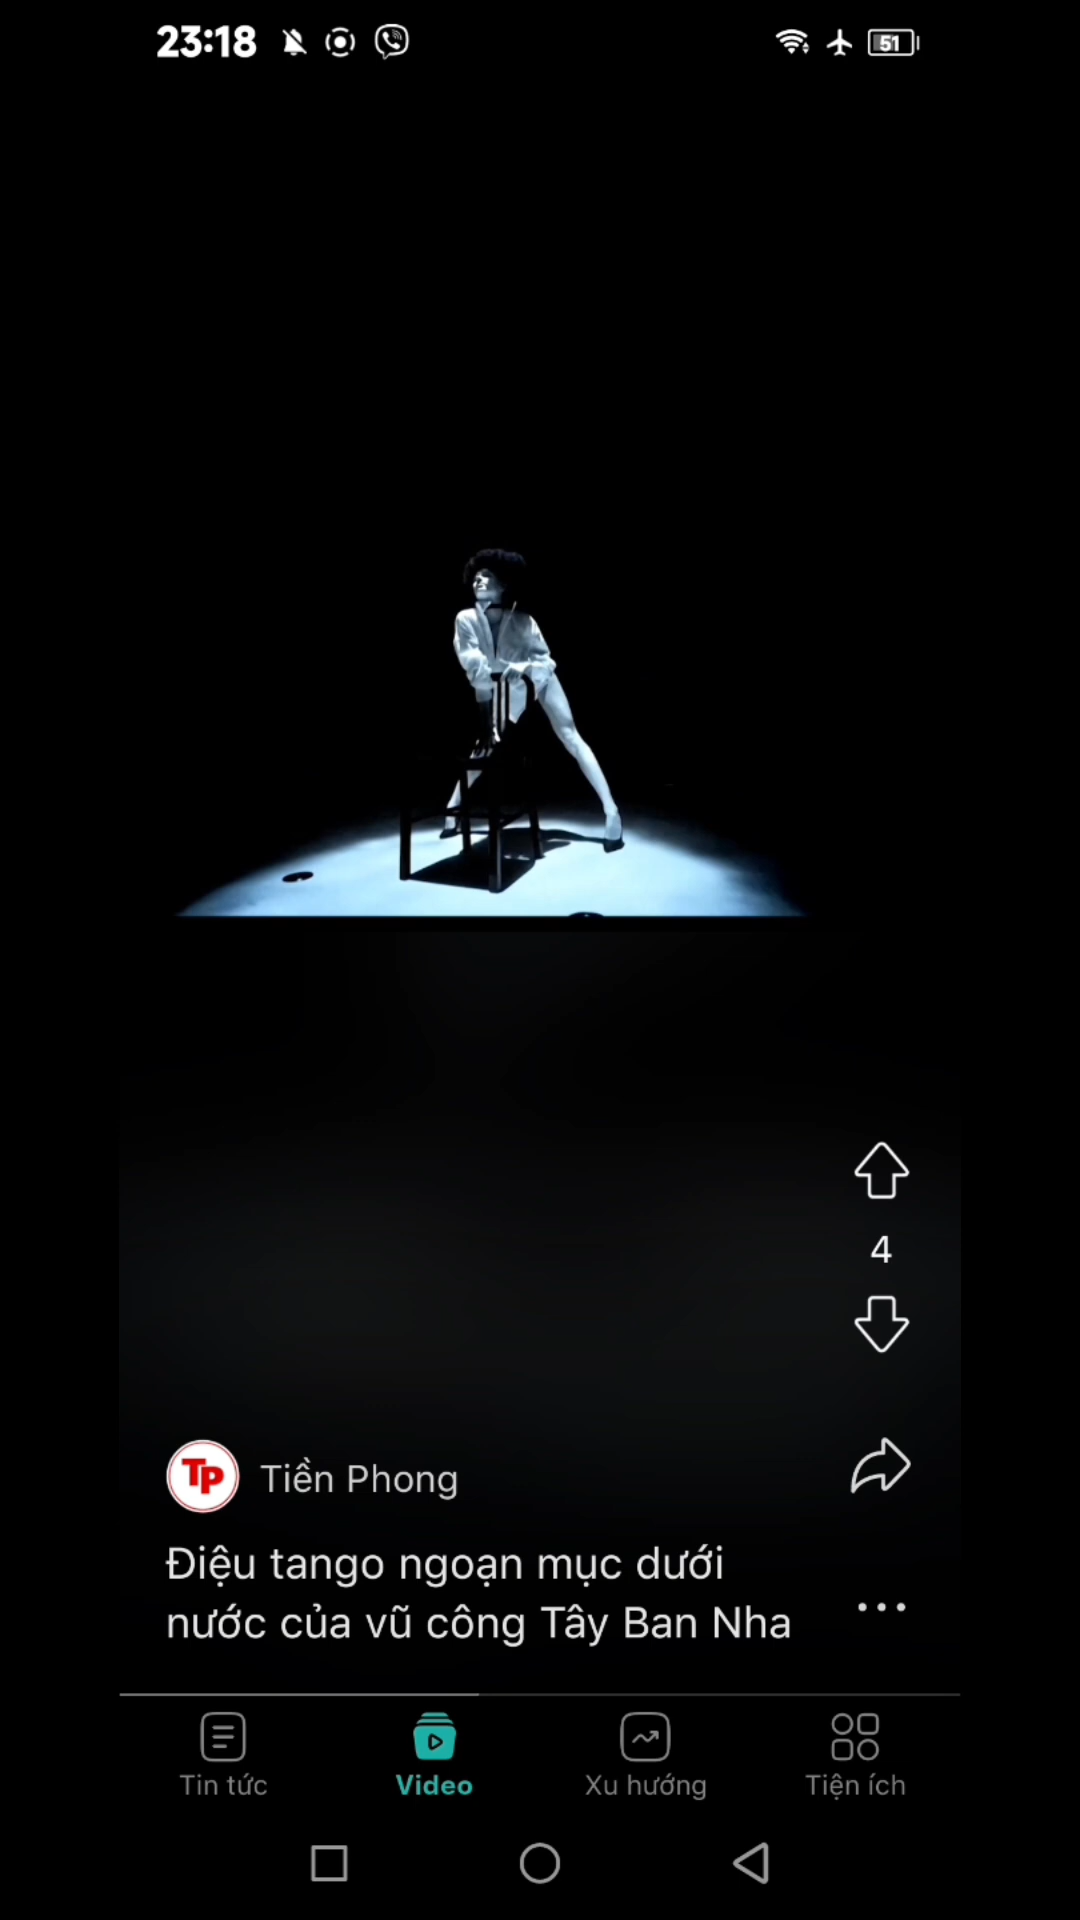 23:18
51
4
TP Tiền Phong
Điệu tango ngoạn mục dưới
nước của vũ công Tây Ban Nha
Tin tức
Video
Xu hướng
Tiện ích